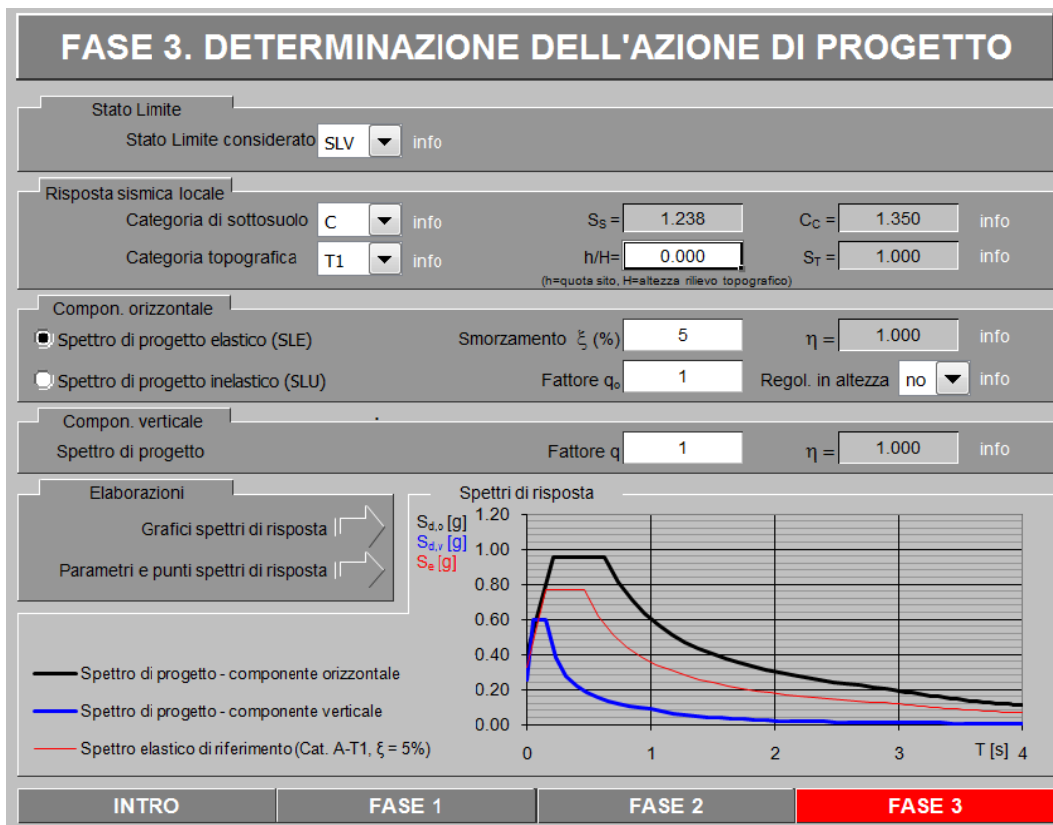 FASE 3. DETERMINAZIONE DELL'AZIONE DI PROGETTO
Stato Limite
Stato Limite considerato SLV info
Risposta sismica locale
Categoria di sottosuolo C info S_S = 1.238 C_C = 1.350 info
Categoria topografica T1 info h/H= 0.000 S_T = 1.000 info
(h=quota sito, H=altezza rilievo topografico)
Compon. orizzontale
Spettro di progetto elastico (SLE) Smorzamento ξ (%) 5 η = 1.000 info
Spettro di progetto inelastico (SLU) Fattore q_o 1 Regol. in altezza no info
Compon. verticale
Spettro di progetto Fattore q 1 η = 1.000 info
Elaborazioni
Grafici spettri di risposta
Parametri e punti spettri di risposta
Spettri di risposta
S_d,o [g]
S_d,v [g]
S_e [g]
1.20
1.00
0.80
0.60
0.40
0.20
0.00
0 1 2 3 T [s] 4
Spettro di progetto - componente orizzontale
Spettro di progetto - componente verticale
Spettro elastico di riferimento (Cat. A-T1, ξ = 5%)
INTRO FASE 1 FASE 2 FASE 3